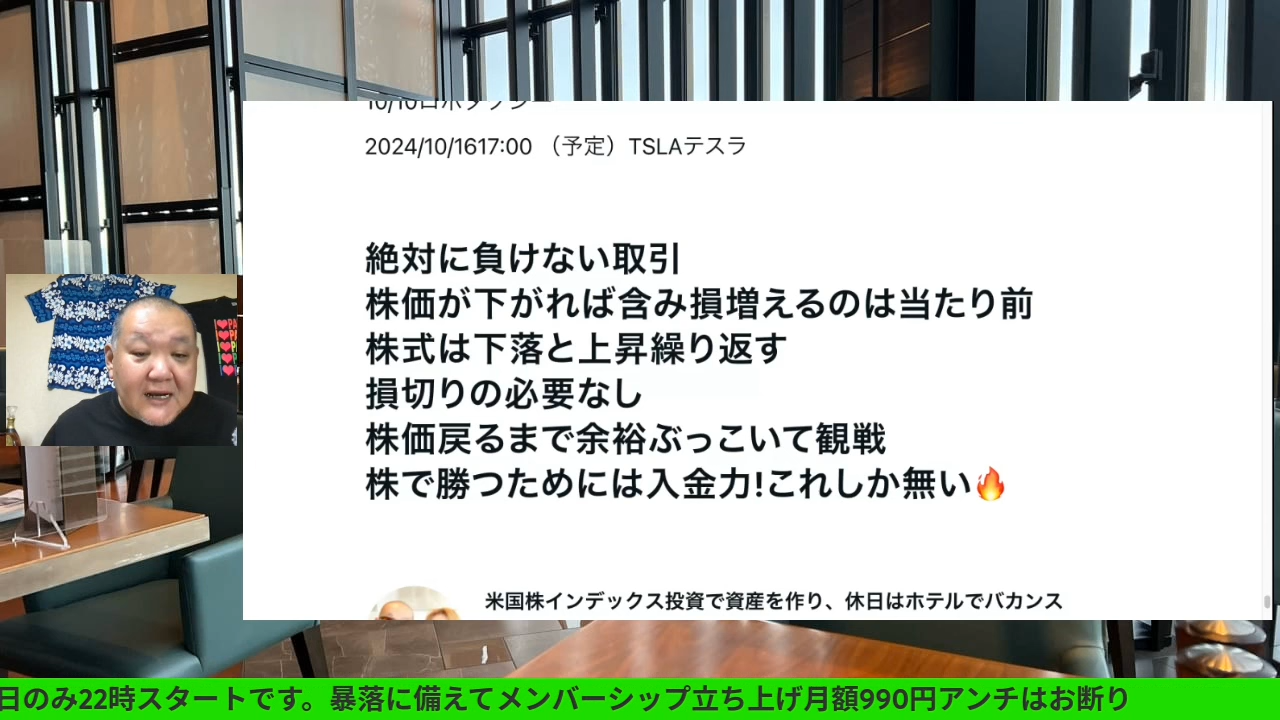 2024/10/1617:00 （予定）TSLAテスラ
絶対に負けない取引
株価が下がれば含み損増えるのは当たり前
株式は下落と上昇繰り返す
損切りの必要なし
株価戻るまで余裕ぶっこいて観戦
株で勝つためには入金力!これしか無い🔥
米国株インデックス投資で資産を作り、休日はホテルでバカンス
日のみ22時スタートです。暴落に備えてメンバーシップ立ち上げ月額990円アンチはお断り